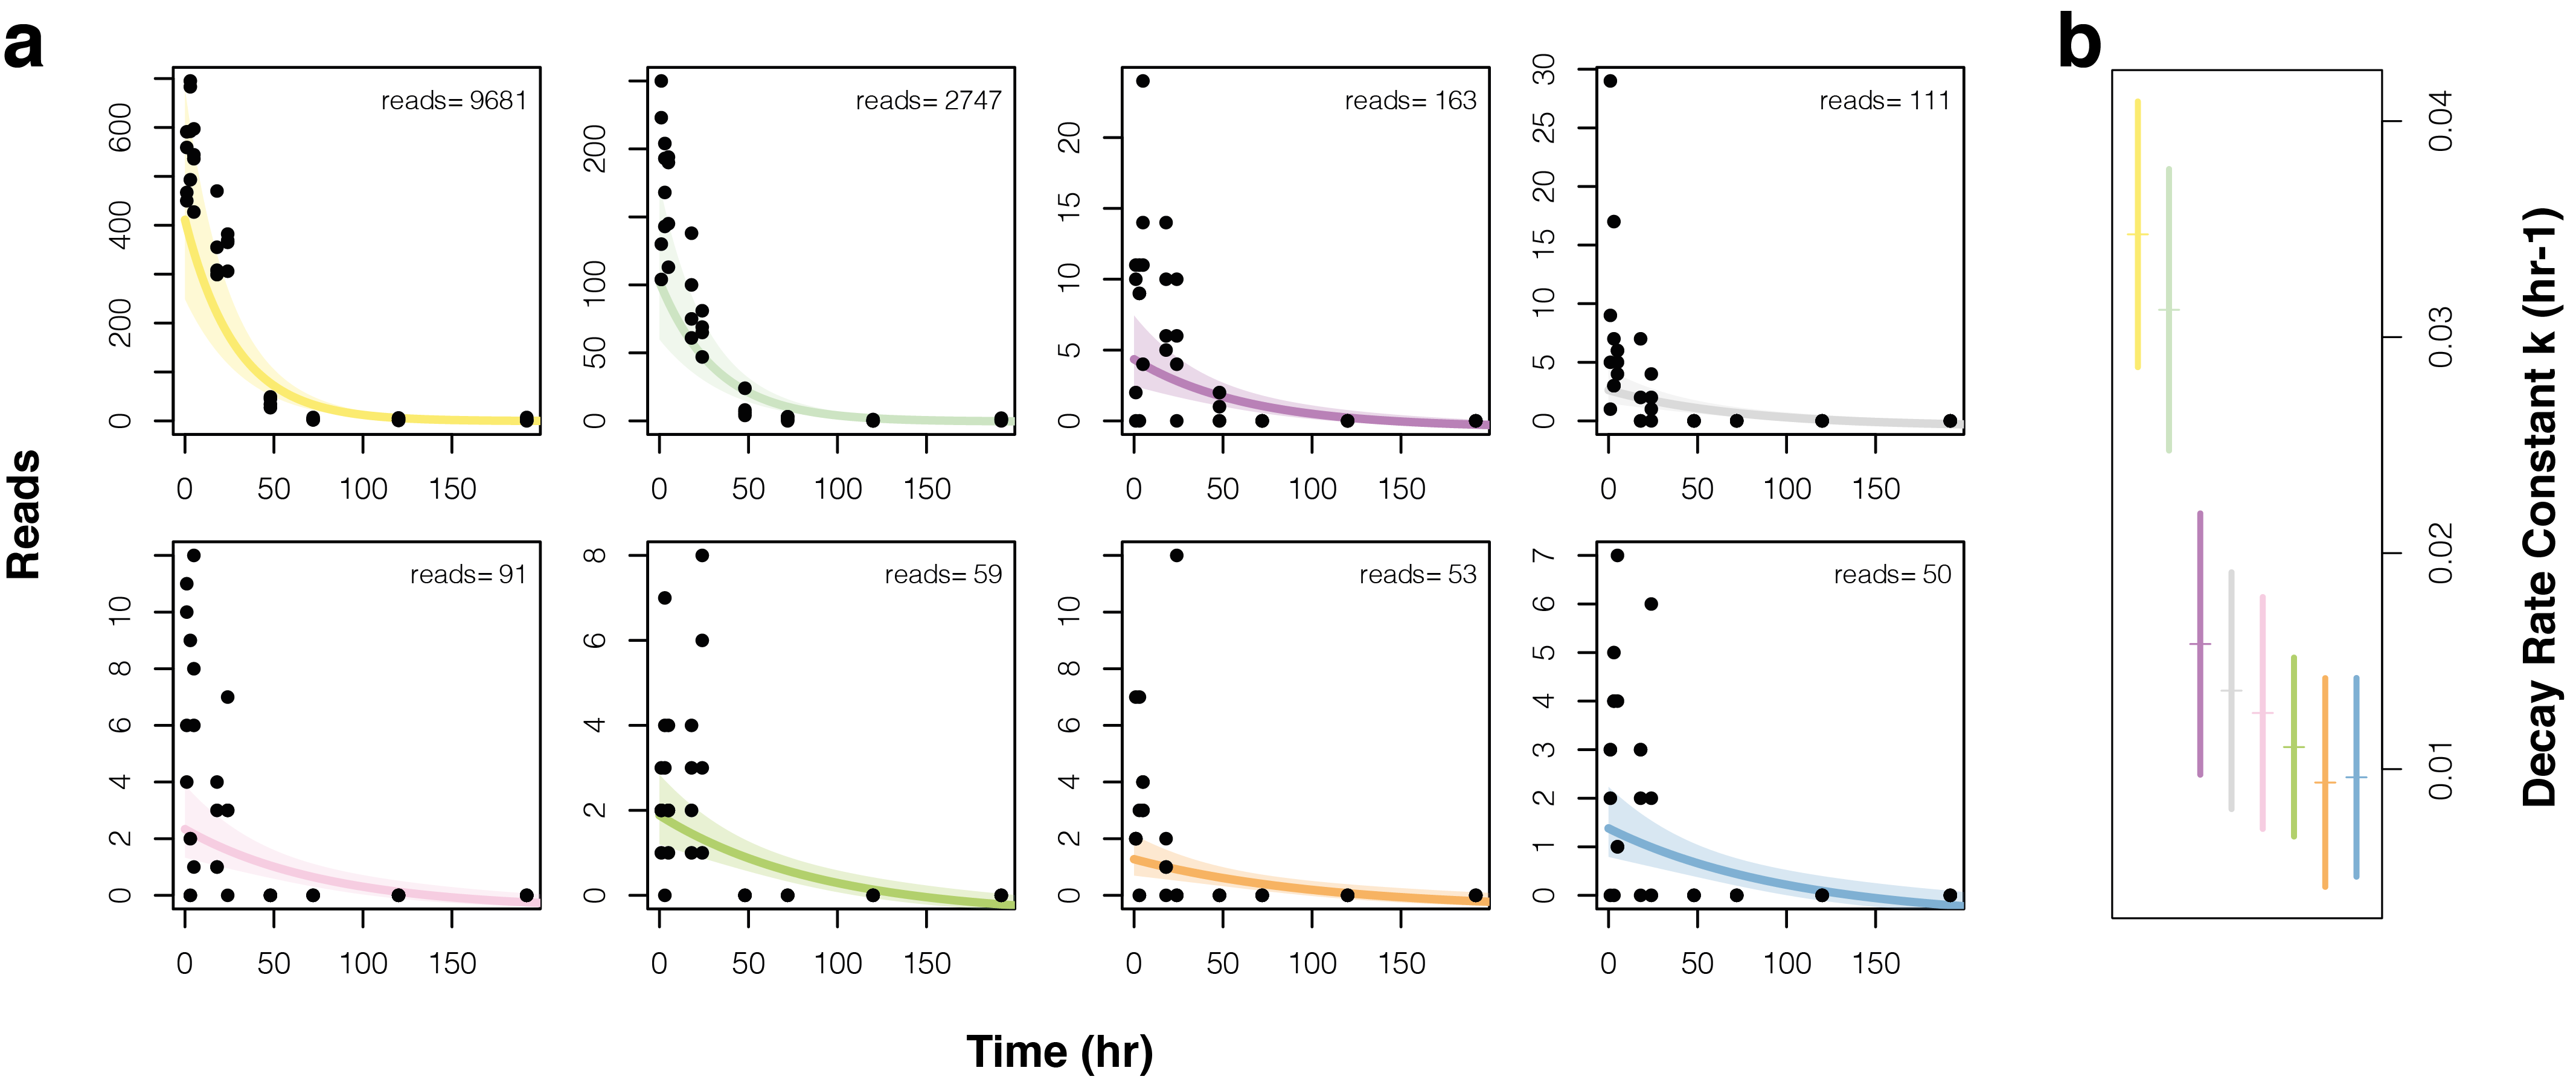 a
b
reads= 9681
reads= 2747
reads= 163
reads= 111
0 200 400 600
0 50 100 200
0 5 10 15 20
0 5 10 15 20 25 30
0 50 100 150
0 50 100 150
0 50 100 150
0 50 100 150
reads= 91
reads= 59
reads= 53
reads= 50
0 2 4 6 8 10
0 2 4 6 8
0 2 4 6 8 10
0 1 2 3 4 5 6 7
0 50 100 150
0 50 100 150
0 50 100 150
0 50 100 150
Reads
Time (hr)
0.01 0.02 0.03 0.04
Decay Rate Constant k (hr-1)